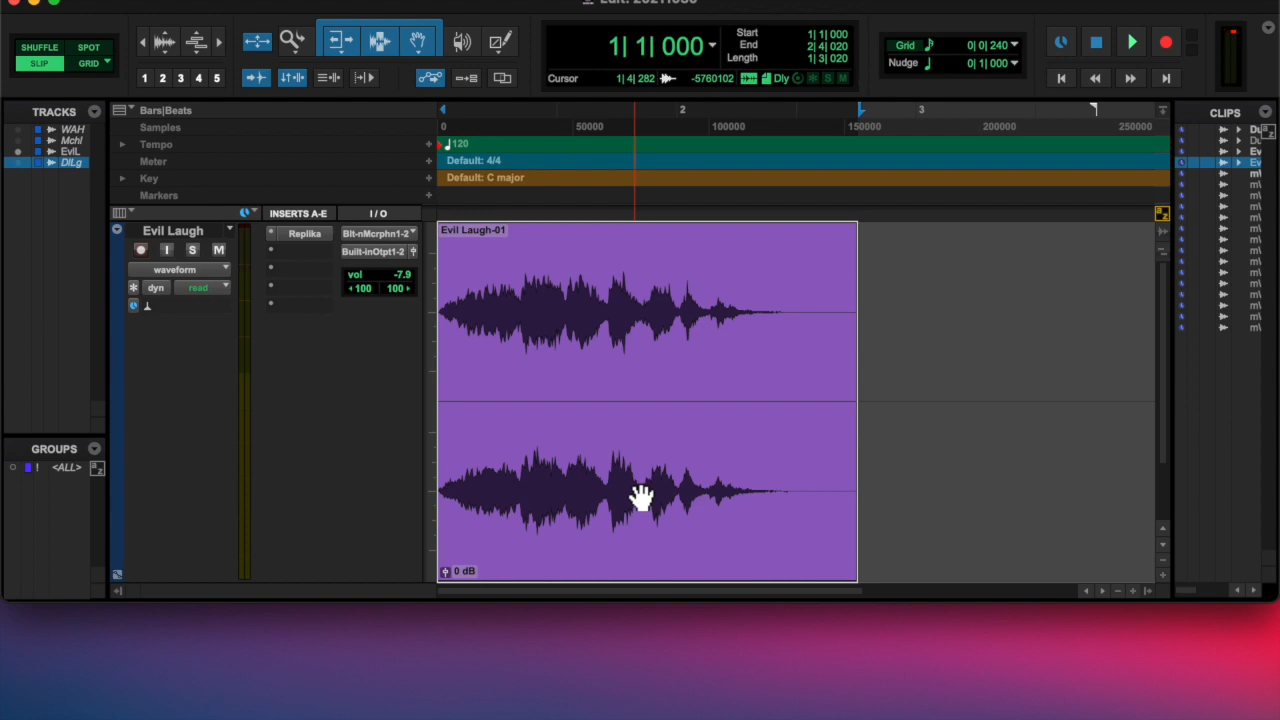 SHUFFLE SPOT
SLIP GRID
1 2 3 4 5
1| 1| 000
Start 1| 1| 000
End 2| 4| 020
Length 1| 3| 020
Cursor 1| 4| 282 -5760102 Dly S M
Grid 0| 0| 240
Nudge 0| 1| 000
TRACKS
WAH
Mchl
EvlL
DILg
GROUPS
! <ALL>
a z
Bars|Beats 2 3
Samples 0 50000 100000 150000 200000 250000
Tempo 120
Meter Default: 4/4
Key Default: C major
Markers
INSERTS A-E I / O
Evil Laugh
I S M
waveform
dyn read
Replika
Blt-nMcrphn1-2
Built-inOtpt1-2
vol -7.9
100 100
Evil Laugh-01
0 dB
a z
CLIPS